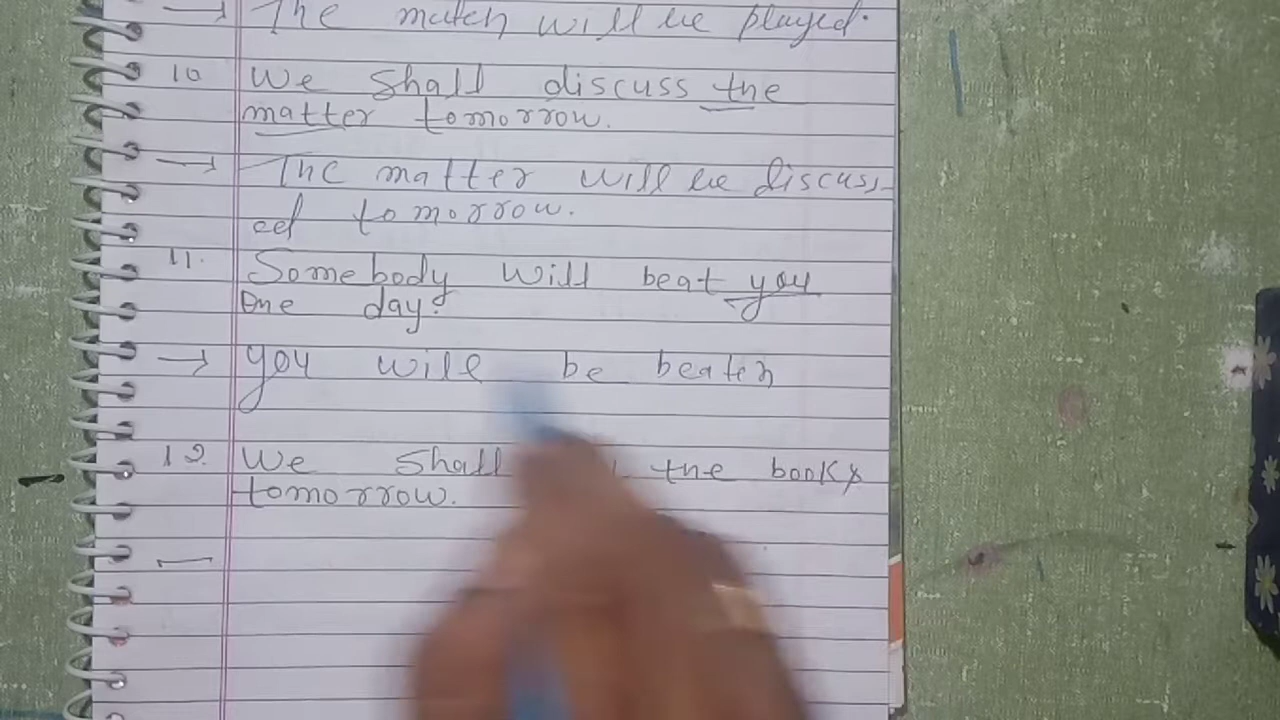 → The match will be played.
10 We shall discuss the
matter tomorrow.
→ The matter will be discuss-
ed tomorrow.
11. Somebody will beat you
One day.
→ you will be beaten
12. We shall the books
tomorrow.